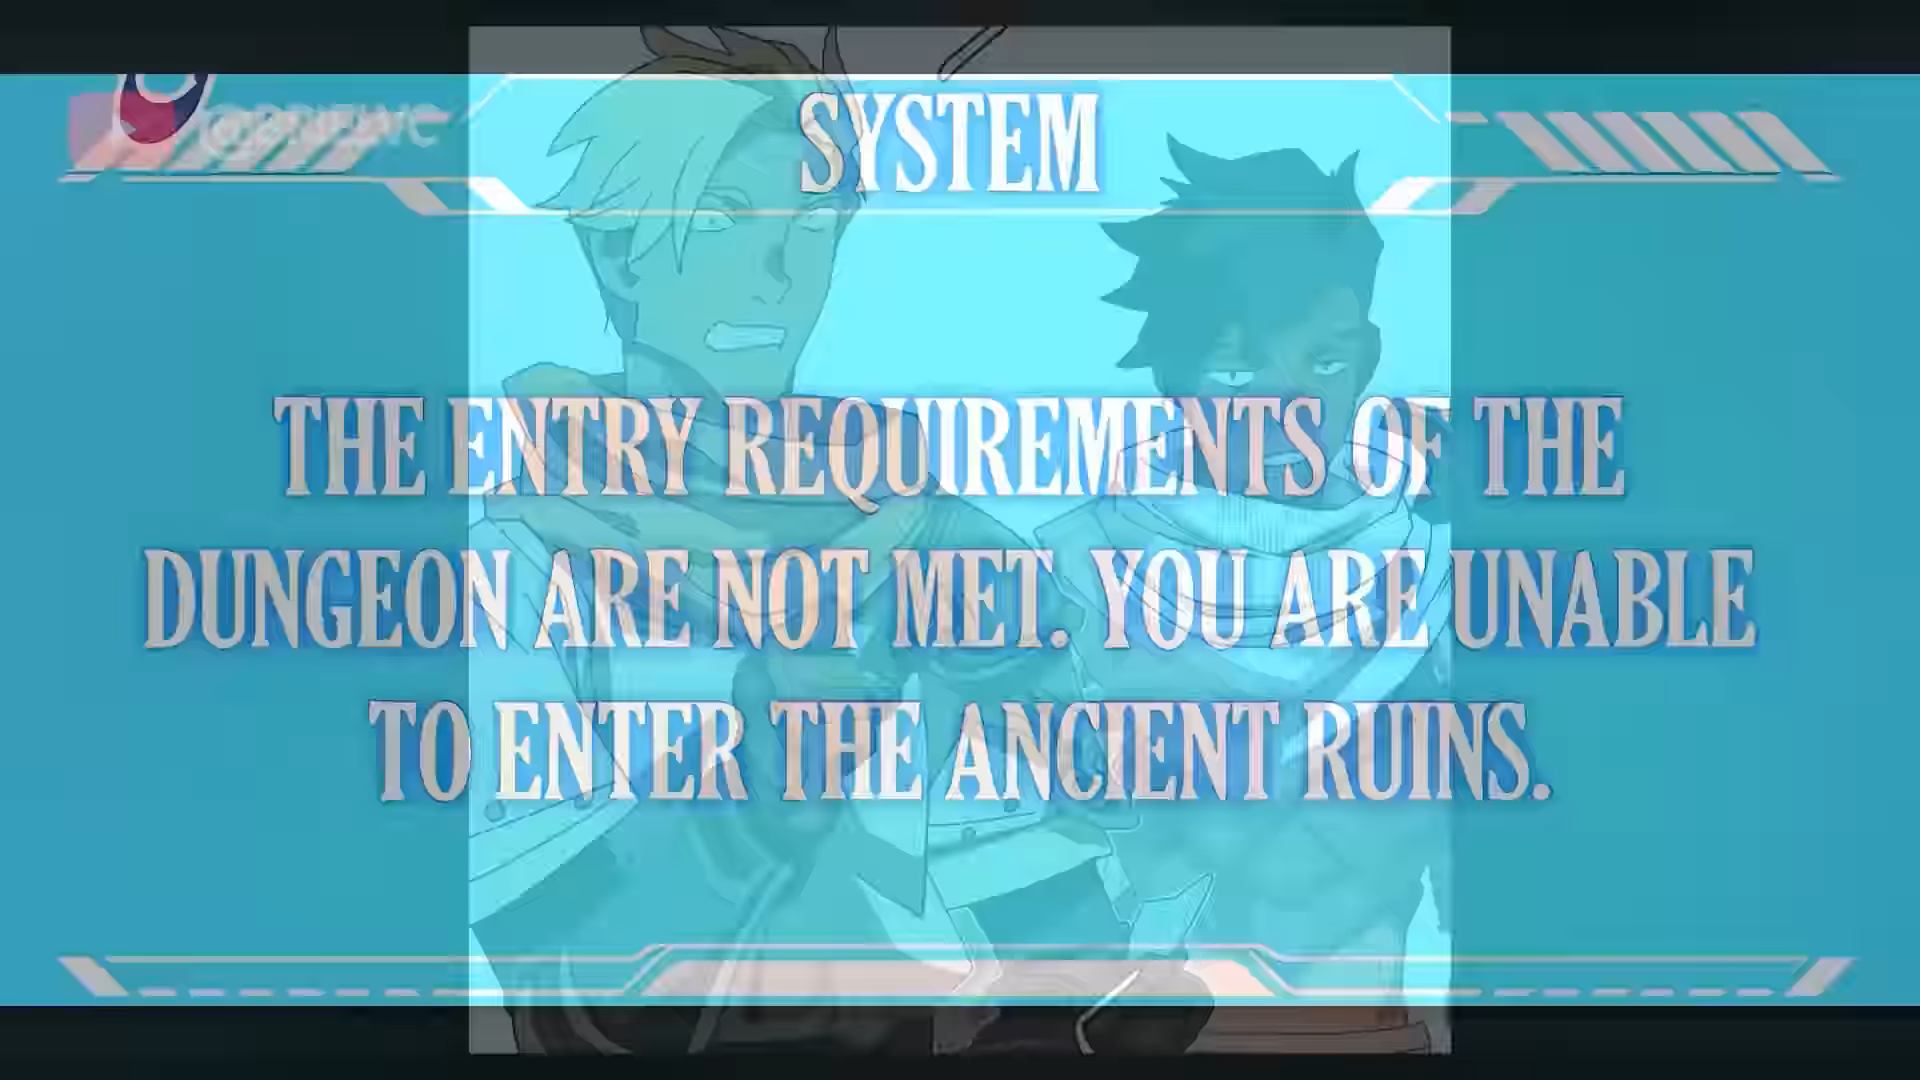 SYSTEM
THE ENTRY REQUIREMENTS OF THE
DUNGEON ARE NOT MET. YOU ARE UNABLE
TO ENTER THE ANCIENT RUINS.